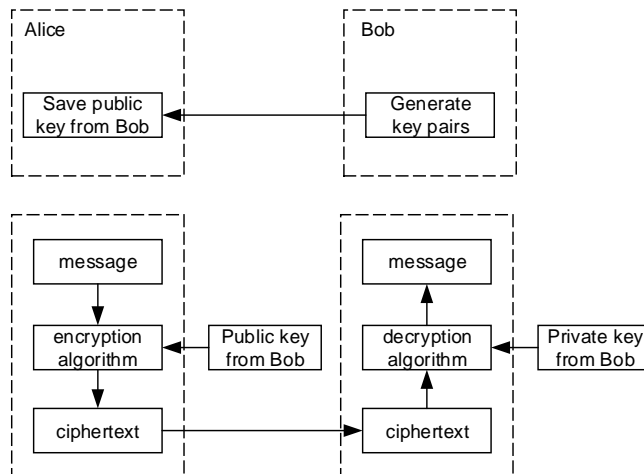 Alice
Bob
Save public
key from Bob
Generate
key pairs
message
message
encryption
algorithm
Public key
from Bob
decryption
algorithm
Private key
from Bob
ciphertext
ciphertext